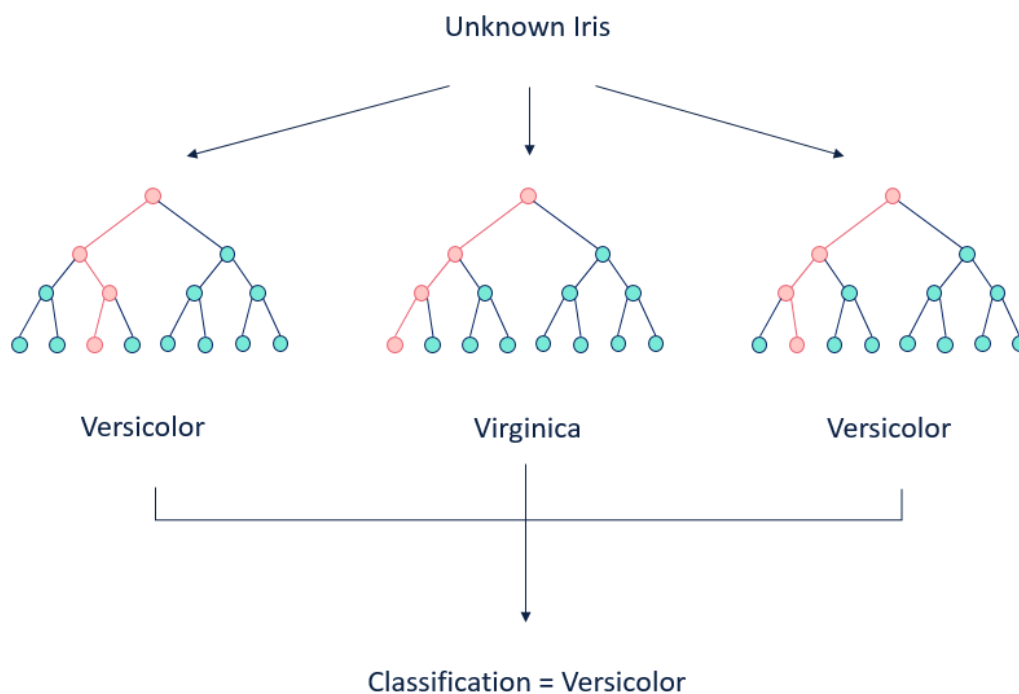 Unknown Iris
Versicolor
Virginica
Versicolor
Classification = Versicolor